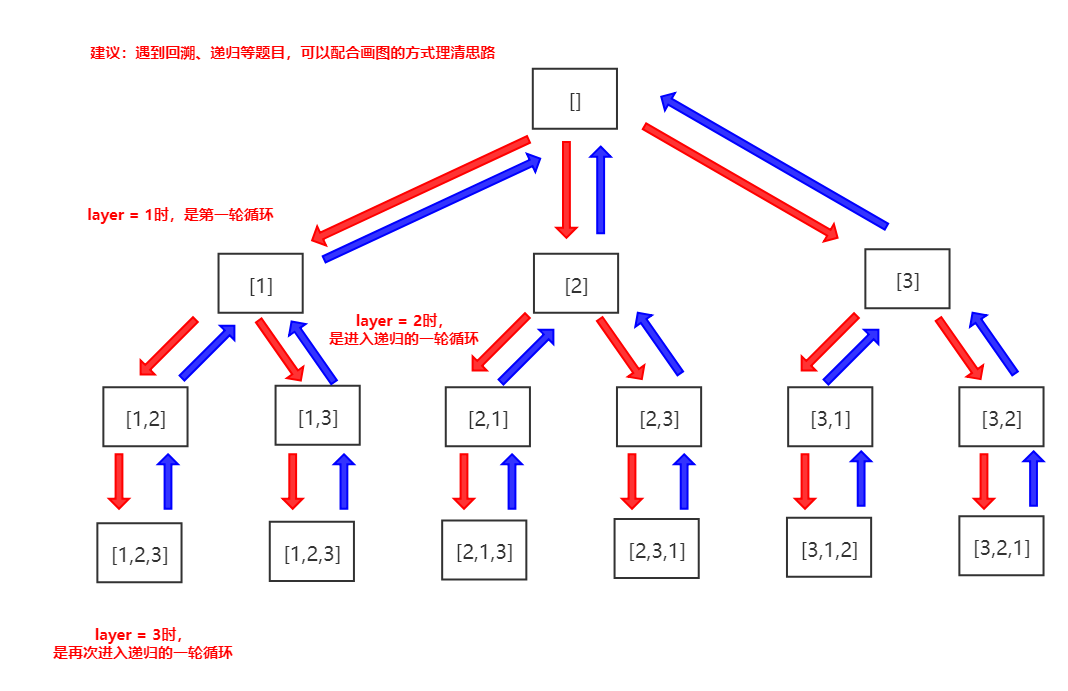 建议：遇到回溯、递归等题目，可以配合画图的方式理清思路
[]
layer = 1时，是第一轮循环
[1]
[2]
[3]
layer = 2时，
是进入递归的一轮循环
[1,2]
[1,3]
[2,1]
[2,3]
[3,1]
[3,2]
[1,2,3]
[1,2,3]
[2,1,3]
[2,3,1]
[3,1,2]
[3,2,1]
layer = 3时，
是再次进入递归的一轮循环